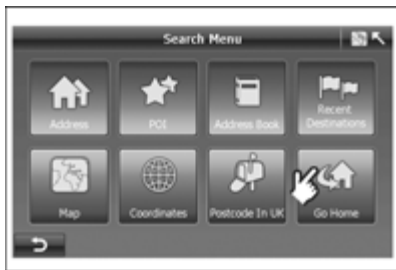 Search Menu
Address
POI
Address Book
Recent
Destinations
Map
Coordinates
Postcode In UK
Go Home